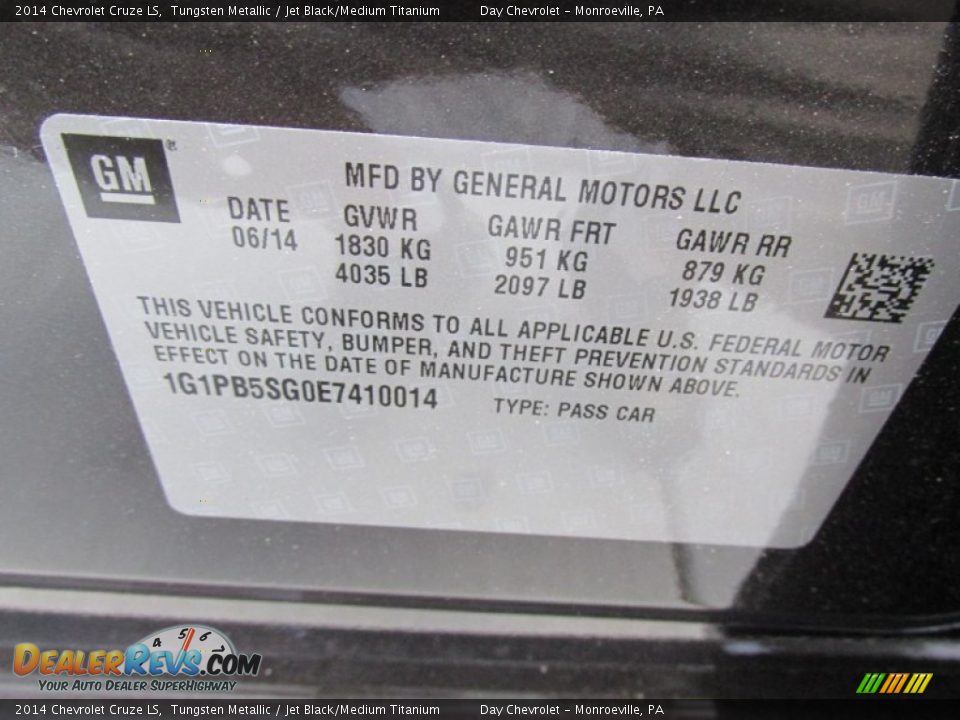 2014 Chevrolet Cruze LS, Tungsten Metallic / Jet Black/Medium Titanium Day Chevrolet - Monroeville, PA
GM®
MFD BY GENERAL MOTORS LLC
DATE GVWR GAWR FRT GAWR RR
06/14 1830 KG 951 KG 879 KG
4035 LB 2097 LB 1938 LB
THIS VEHICLE CONFORMS TO ALL APPLICABLE U.S. FEDERAL MOTOR
VEHICLE SAFETY, BUMPER, AND THEFT PREVENTION STANDARDS IN
EFFECT ON THE DATE OF MANUFACTURE SHOWN ABOVE.
1G1PB5SG0E7410014 TYPE: PASS CAR
4 5 6
DEALERREVS.COM
YOUR AUTO DEALER SUPERHIGHWAY
2014 Chevrolet Cruze LS, Tungsten Metallic / Jet Black/Medium Titanium Day Chevrolet - Monroeville, PA